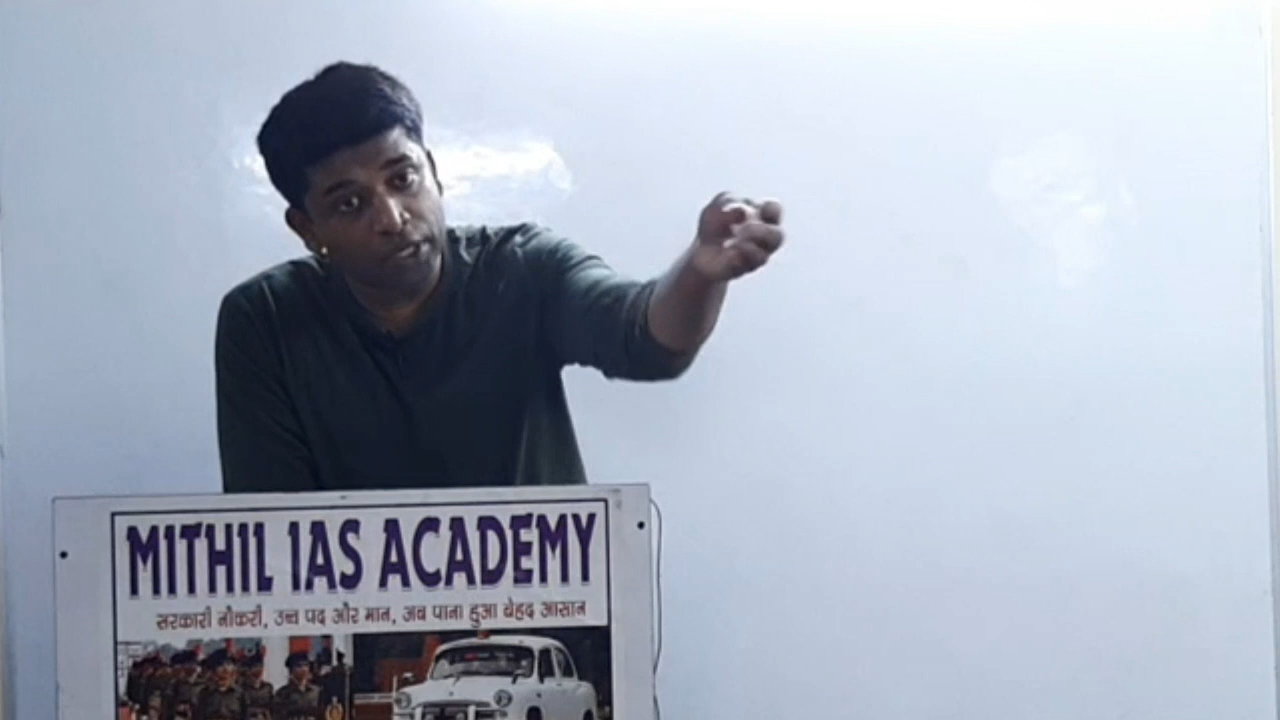 MITHIL IAS ACADEMY
सरकारी नौकरी, उच्च पद और मान, अब पाना हुआ बेहद आसान